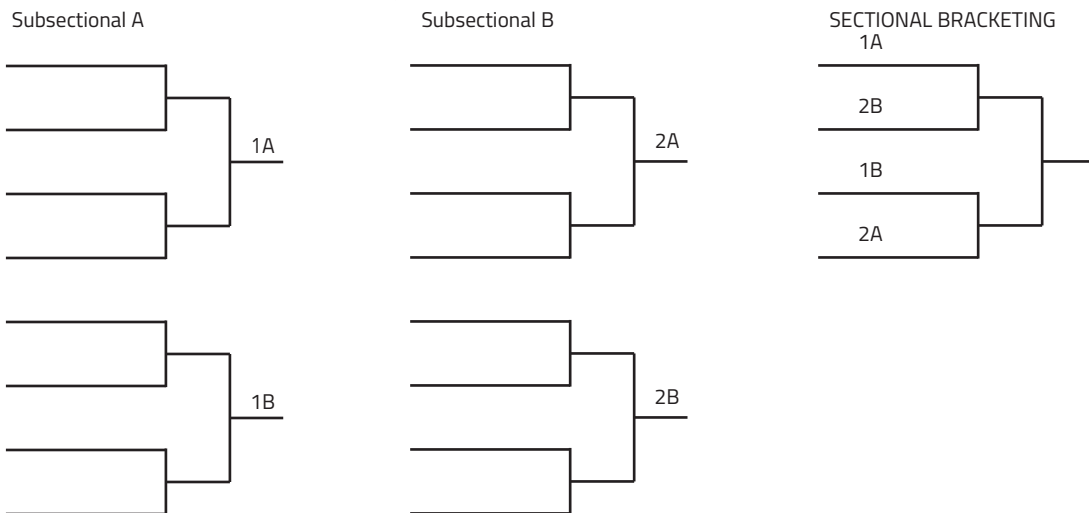 Subsectional A
1A
1B
Subsectional B
2A
2B
SECTIONAL BRACKETING
1A
2B
1B
2A